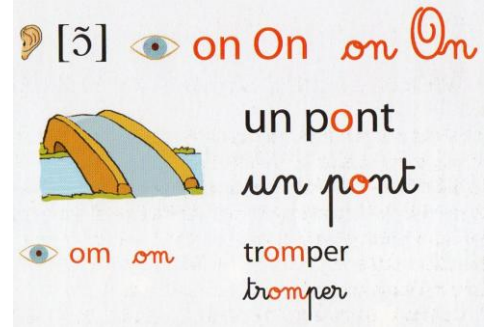 [ɔ̃] on On on On
un pont
un pont
om om tromper
tromper